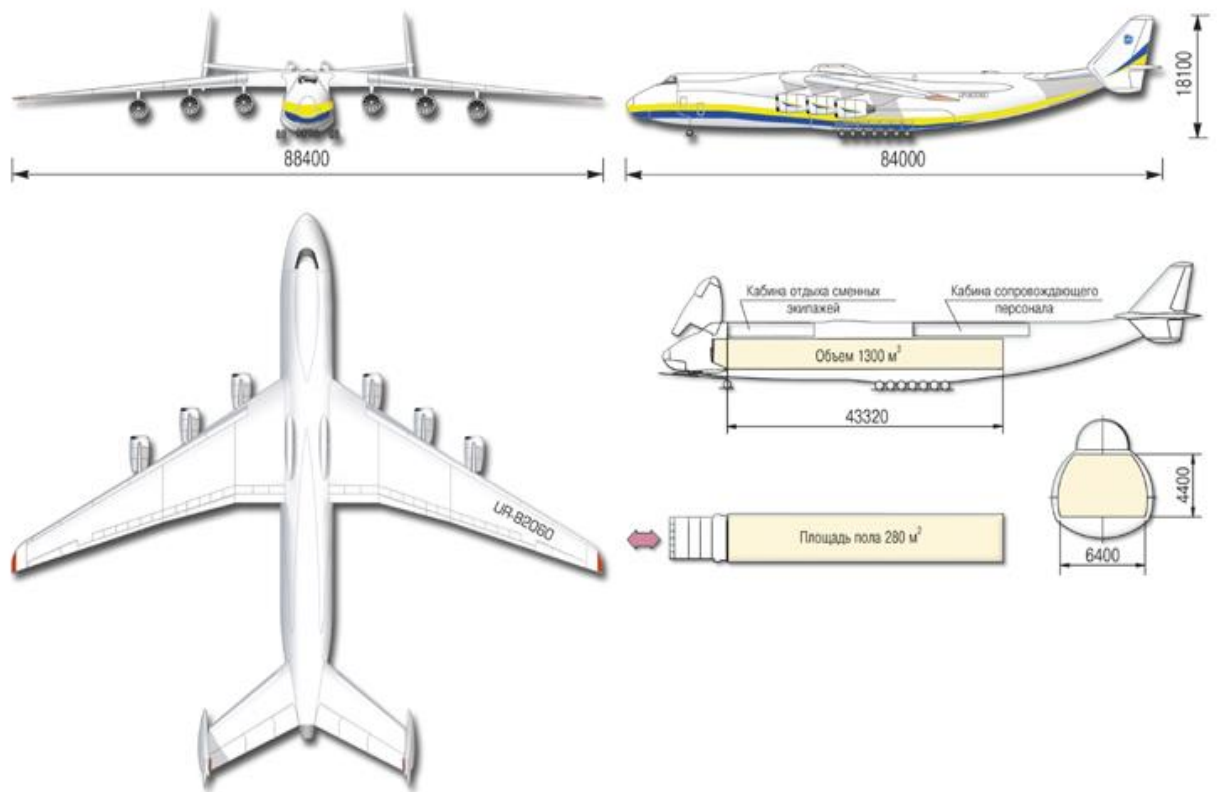 88400
84000
18100
Кабина отдыха сменных
экипажей
Кабина сопровождающего
персонала
Объем 1300 м³
43320
4400
6400
Площадь пола 280 м²
UR-82060